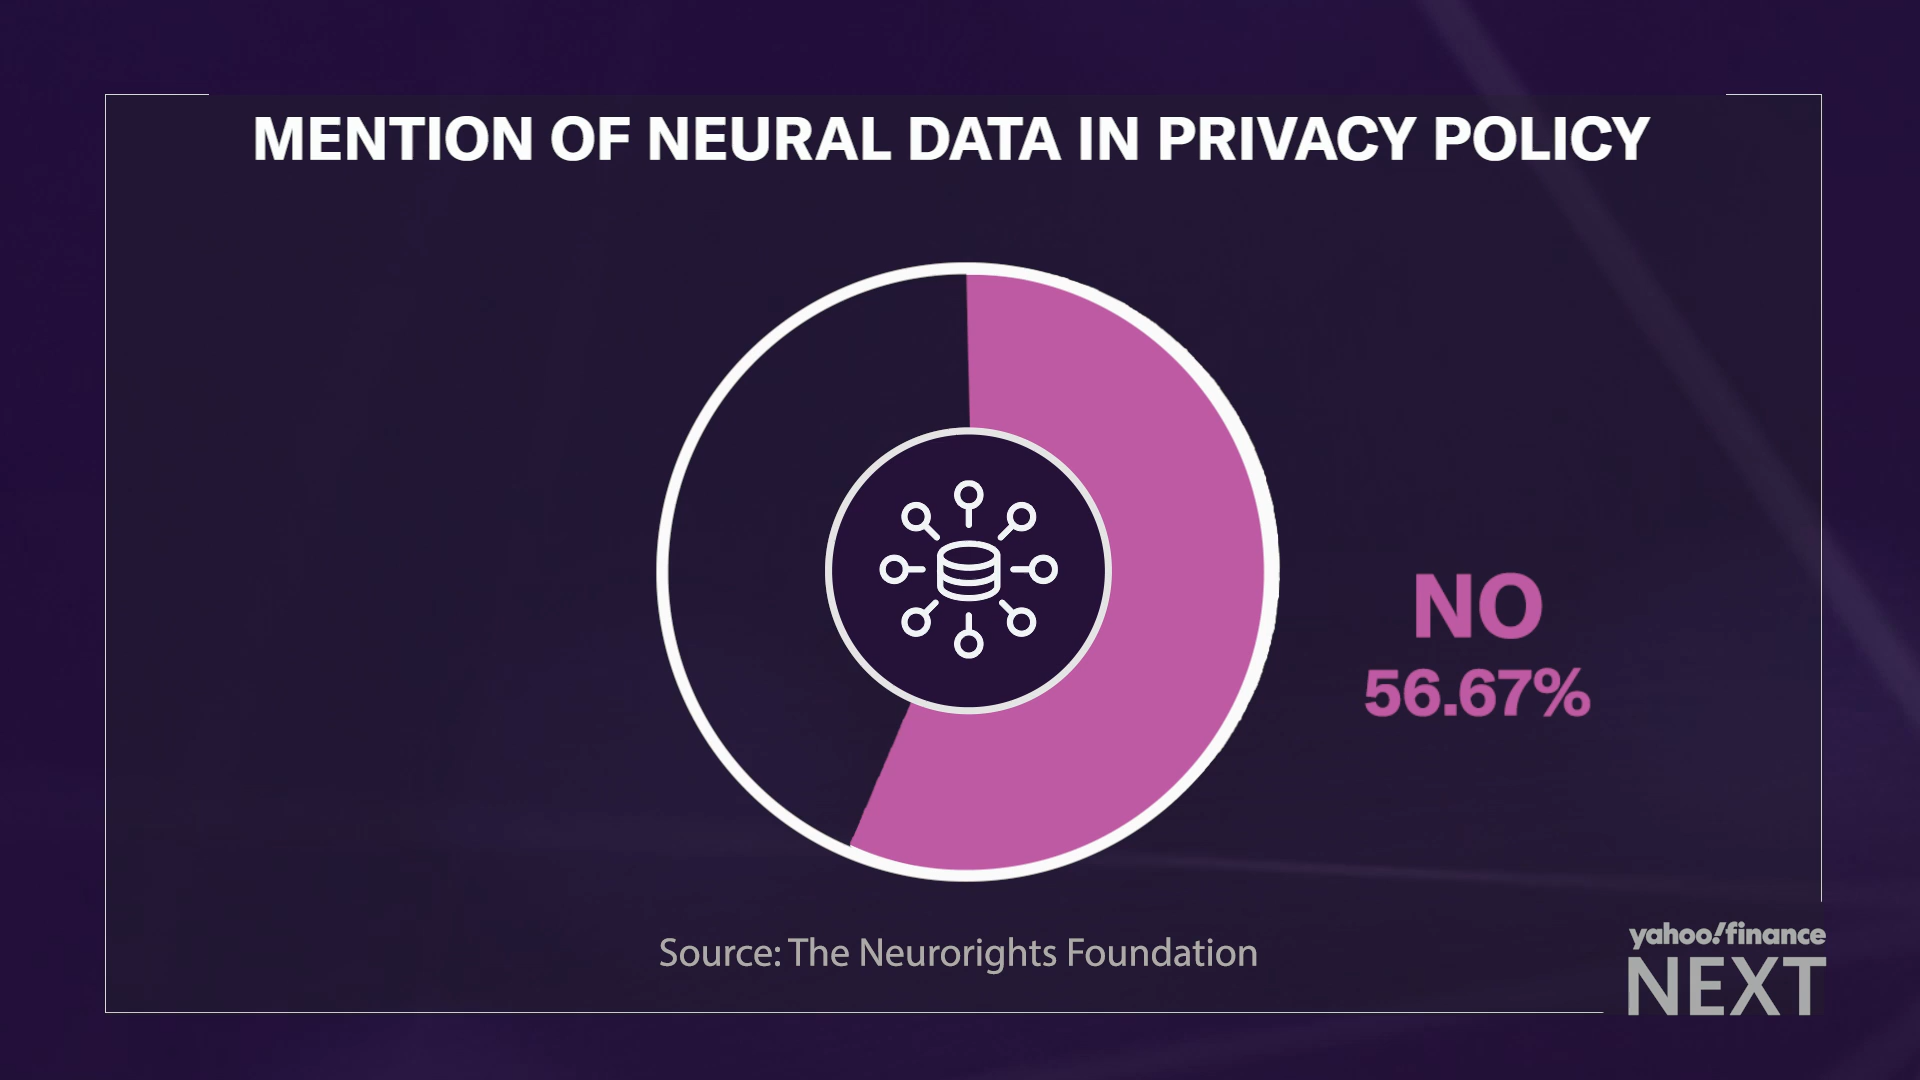 MENTION OF NEURAL DATA IN PRIVACY POLICY
NO
56.67%
Source: The Neurorights Foundation
yahoo!finance
NEXT